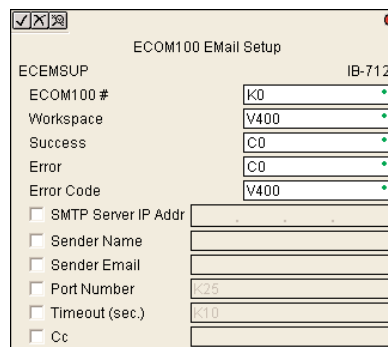 ECOM100 EMail Setup
ECEMSUP IB-712
ECOM100 # K0
Workspace V400
Success C0
Error C0
Error Code V400
SMTP Server IP Addr . . .
Sender Name
Sender Email
Port Number K25
Timeout (sec.) K10
Cc